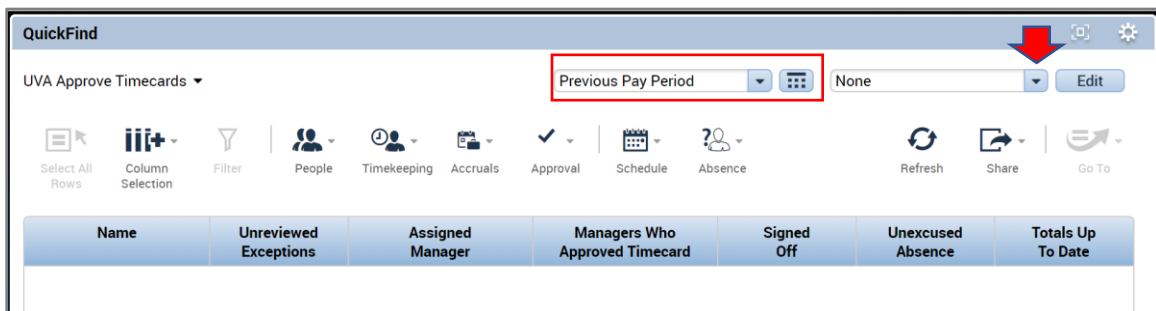 QuickFind
UVA Approve Timecards
Previous Pay Period
None
Edit
Select All
Rows
Column
Selection
Filter
People
Timekeeping
Accruals
Approval
Schedule
Absence
Refresh
Share
Go To
Name
Unreviewed
Exceptions
Assigned
Manager
Managers Who
Approved Timecard
Signed
Off
Unexcused
Absence
Totals Up
To Date